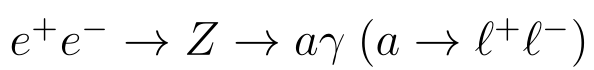 e⁺e⁻ → Z → aγ (a → ℓ⁺ℓ⁻)